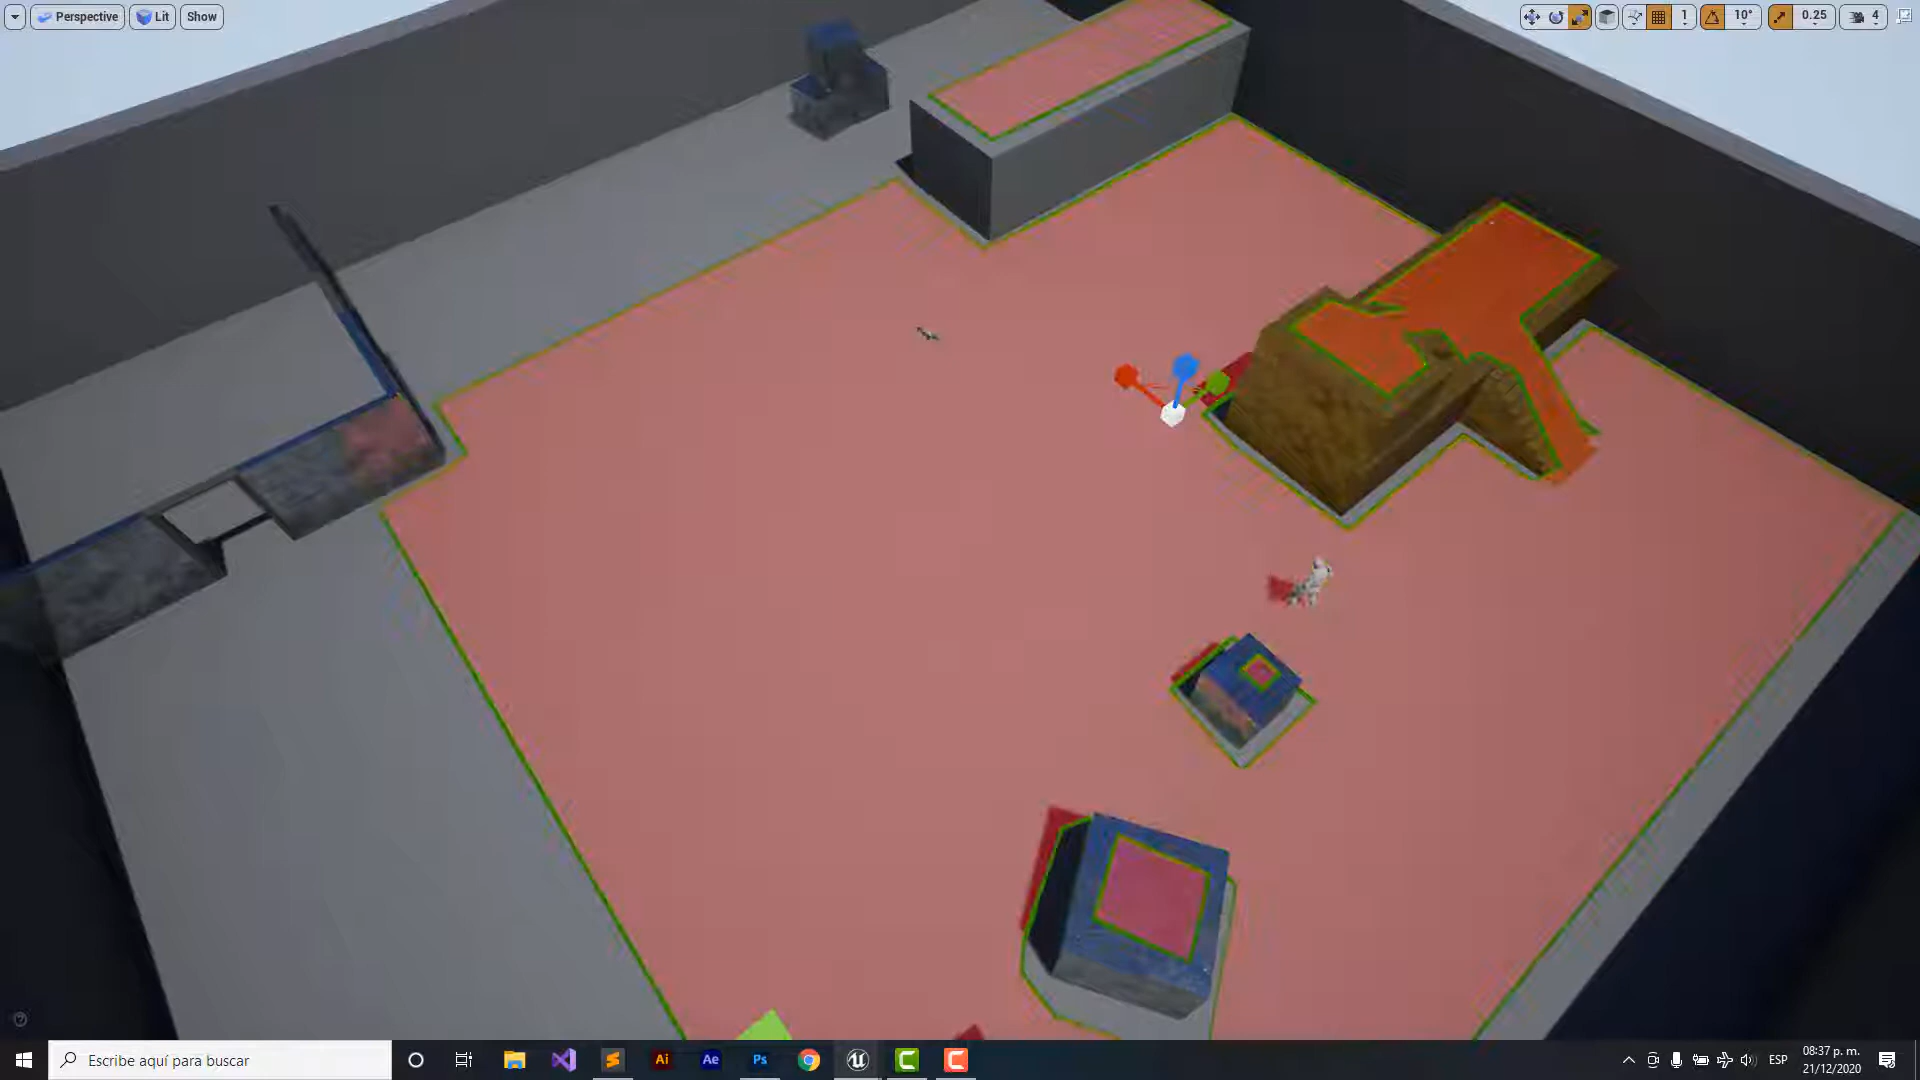 Perspective Lit Show 1 10° 0.25 4
Escribe aquí para buscar Ai Ae Ps ESP 08:37 p. m.
21/12/2020